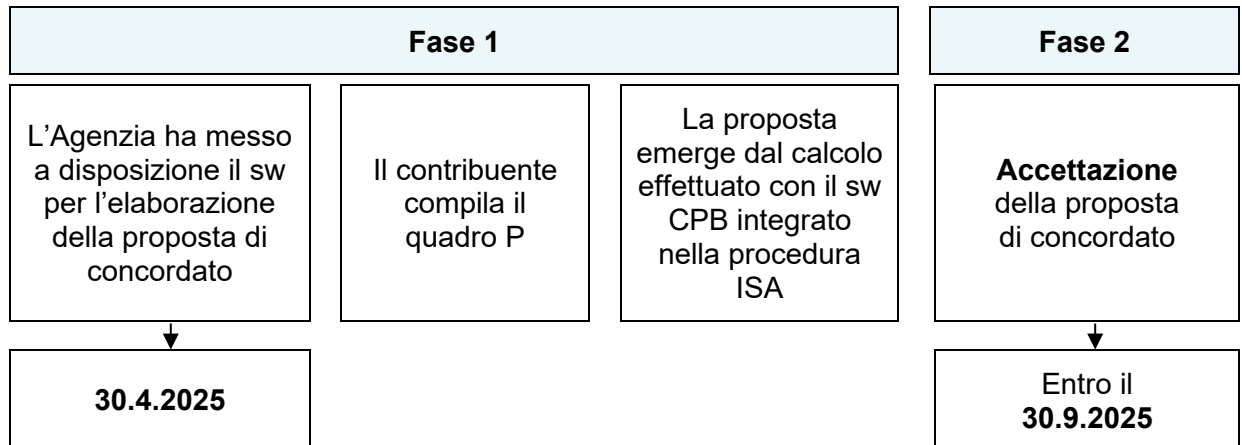 Fase 1
Fase 2
L’Agenzia ha messo
a disposizione il sw
per l’elaborazione
della proposta di
concordato
Il contribuente
compila il
quadro P
La proposta
emerge dal calcolo
effettuato con il sw
CPB integrato
nella procedura
ISA
Accettazione
della proposta
di concordato
30.4.2025
Entro il
30.9.2025